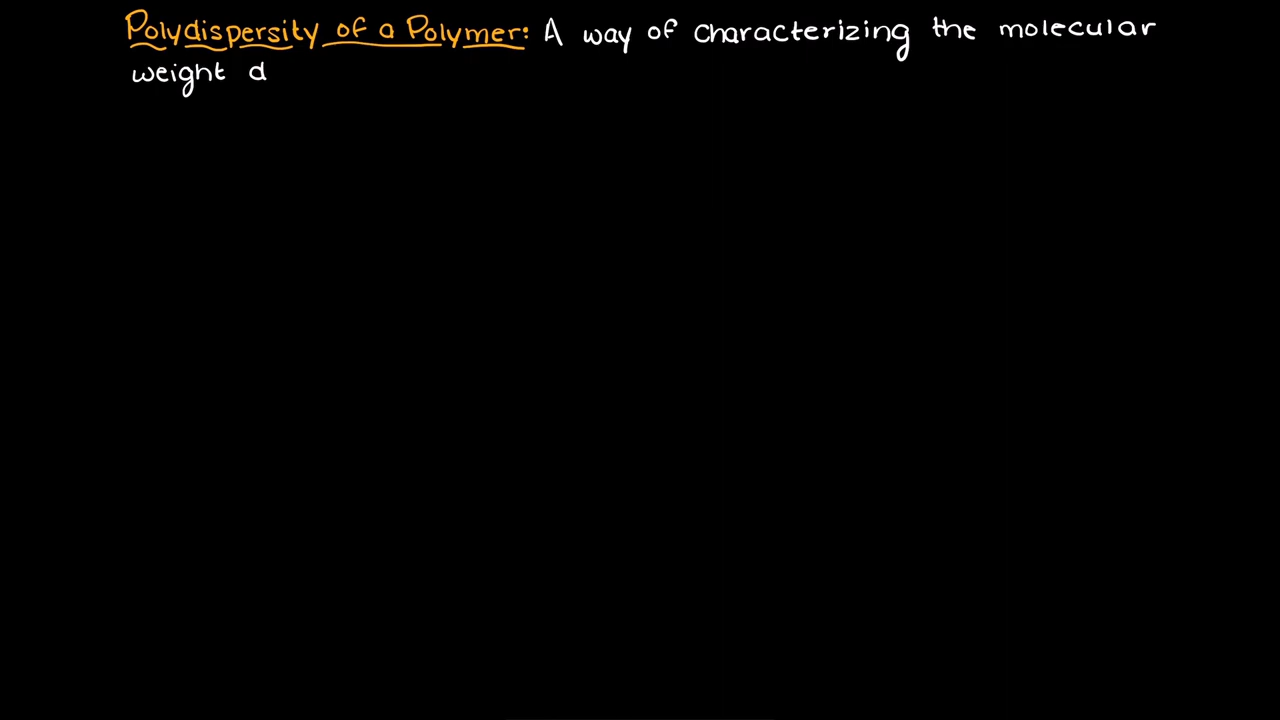 Polydispersity of a Polymer: A way of characterizing the molecular
weight d